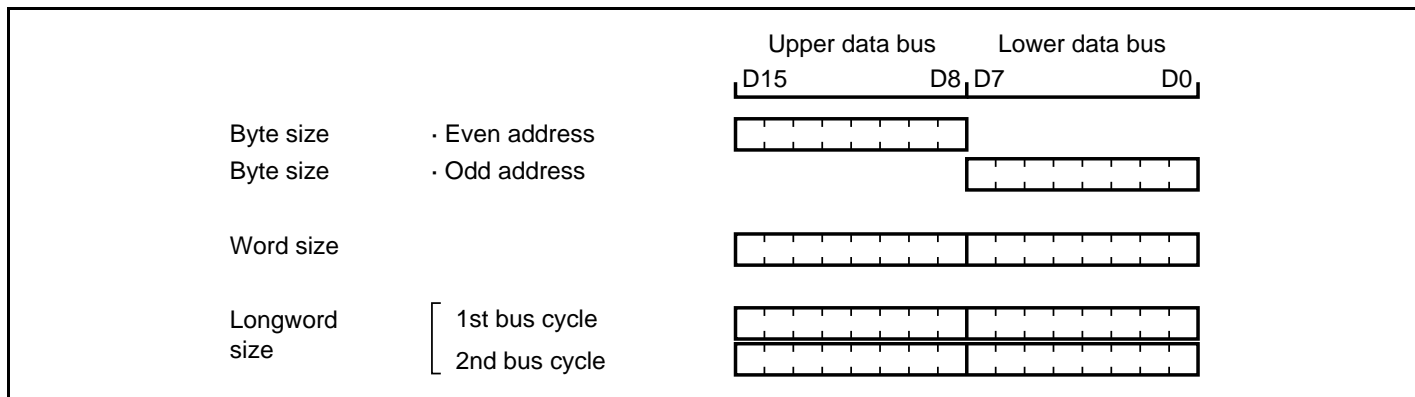 Upper data bus Lower data bus
D15 D8 D7 D0
Byte size · Even address
Byte size · Odd address
Word size
Longword size
1st bus cycle
2nd bus cycle